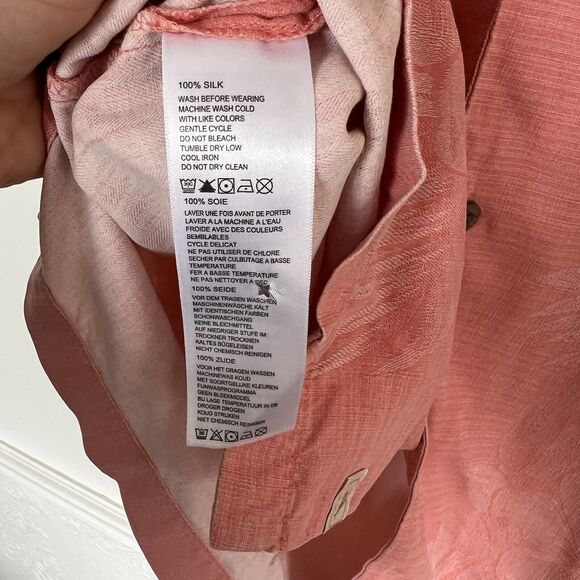 100% SILK
WASH BEFORE WEARING
MACHINE WASH COLD
WITH LIKE COLORS
GENTLE CYCLE
DO NOT BLEACH
TUMBLE DRY LOW
COOL IRON
DO NOT DRY CLEAN
100% SOIE
LAVER UNE FOIS AVANT DE PORTER
LAVER A LA MACHINE A L'EAU
FROIDE AVEC DES COULEURS
SEMBLABLES
CYCLE DELICAT
NE PAS UTILISER DE CHLORE
SECHER PAR CULBUTAGE A BASSE
TEMPERATURE
FER A BASSE TEMPERATURE
NE PAS NETTOYER A SEC
100% SEIDE
VOR DEM TRAGEN WASCHEN
MASCHINENWÄSCHE KALT
MIT IDENTISCHEN FARBEN
SCHONWASCHGANG
KEINE BLEICHMITTEL
AUF NIEDRIGER STUFE IM
TROCKNER TROCKNEN
KALTES BÜGELEISEN
NICHT CHEMISCH REINIGEN
100% ZIJDE
VOOR HET DRAGEN WASSEN
MACHINEWAS KOUD
MET SOORTGELIJKE KLEUREN
FIJNWASPROGRAMMA
GEEN BLEEKMIDDEL
BIJ LAGE TEMPERATUUR IN DE
DROGER DROGEN
KOUD STRIJKEN
NIET CHEMISCH REINIGEN